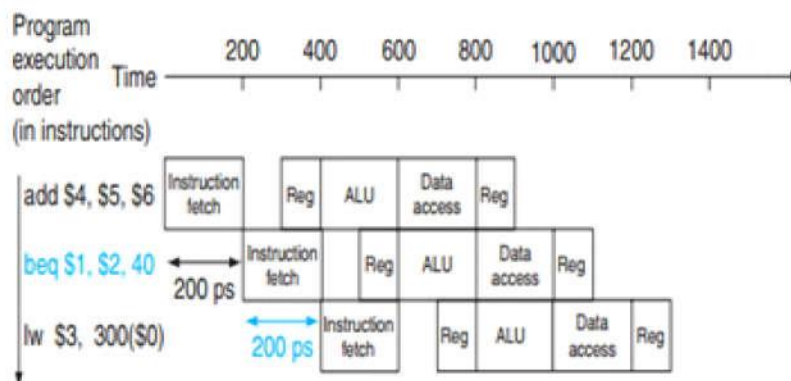 Program
execution
order
(in instructions)
Time
200 400 600 800 1000 1200 1400
add $4, $5, $6
Instruction
fetch
Reg
ALU
Data
access
Reg
beq $1, $2, 40
200 ps
Instruction
fetch
Reg
ALU
Data
access
Reg
lw $3, 300($0)
200 ps
Instruction
fetch
Reg
ALU
Data
access
Reg